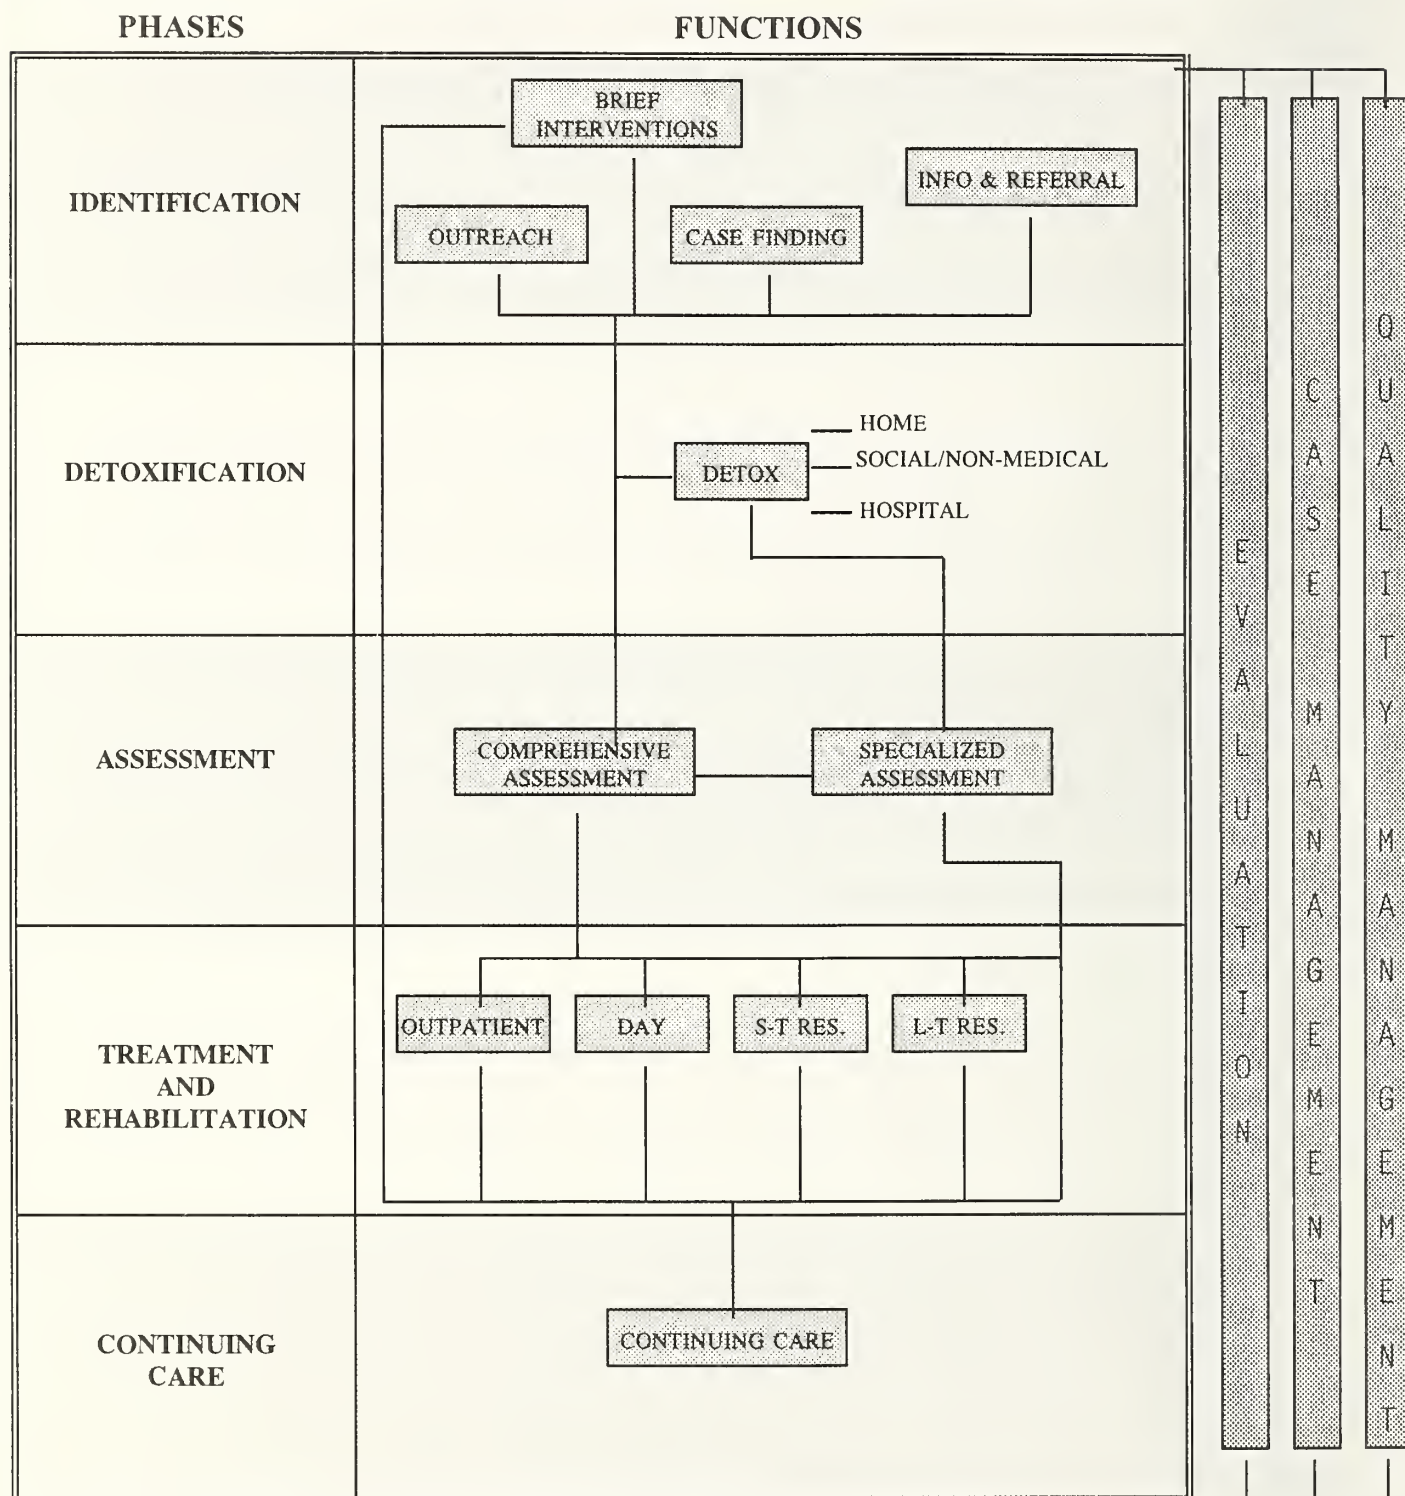 PHASES
FUNCTIONS
IDENTIFICATION
BRIEF
INTERVENTIONS
INFO & REFERRAL
OUTREACH
CASE FINDING
DETOXIFICATION
DETOX
HOME
SOCIAL/NON-MEDICAL
HOSPITAL
ASSESSMENT
COMPREHENSIVE
ASSESSMENT
SPECIALIZED
ASSESSMENT
TREATMENT
AND
REHABILITATION
OUTPATIENT
DAY
S-T RES.
L-T RES.
CONTINUING
CARE
CONTINUING CARE
EVALUATION
CASE MANAGEMENT
QUALITY MANAGEMENT